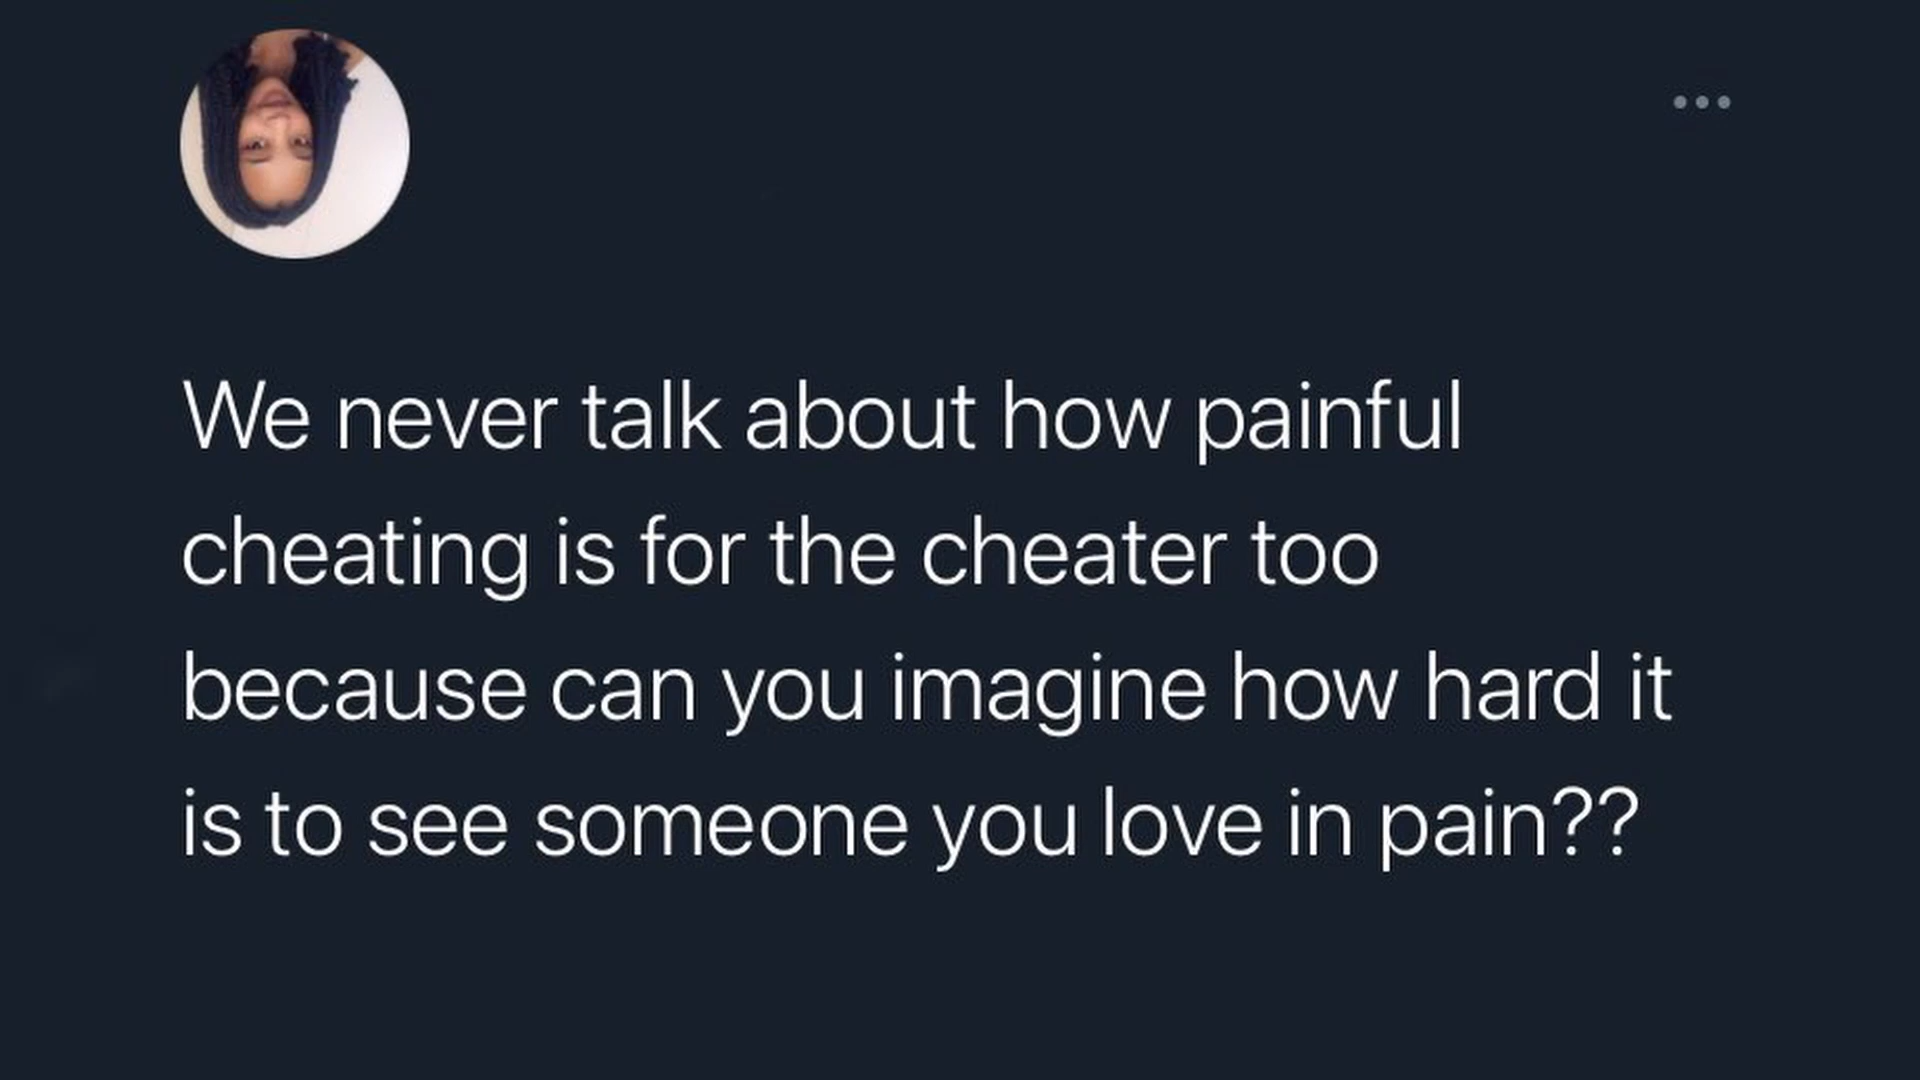 We never talk about how painful
cheating is for the cheater too
because can you imagine how hard it
is to see someone you love in pain??